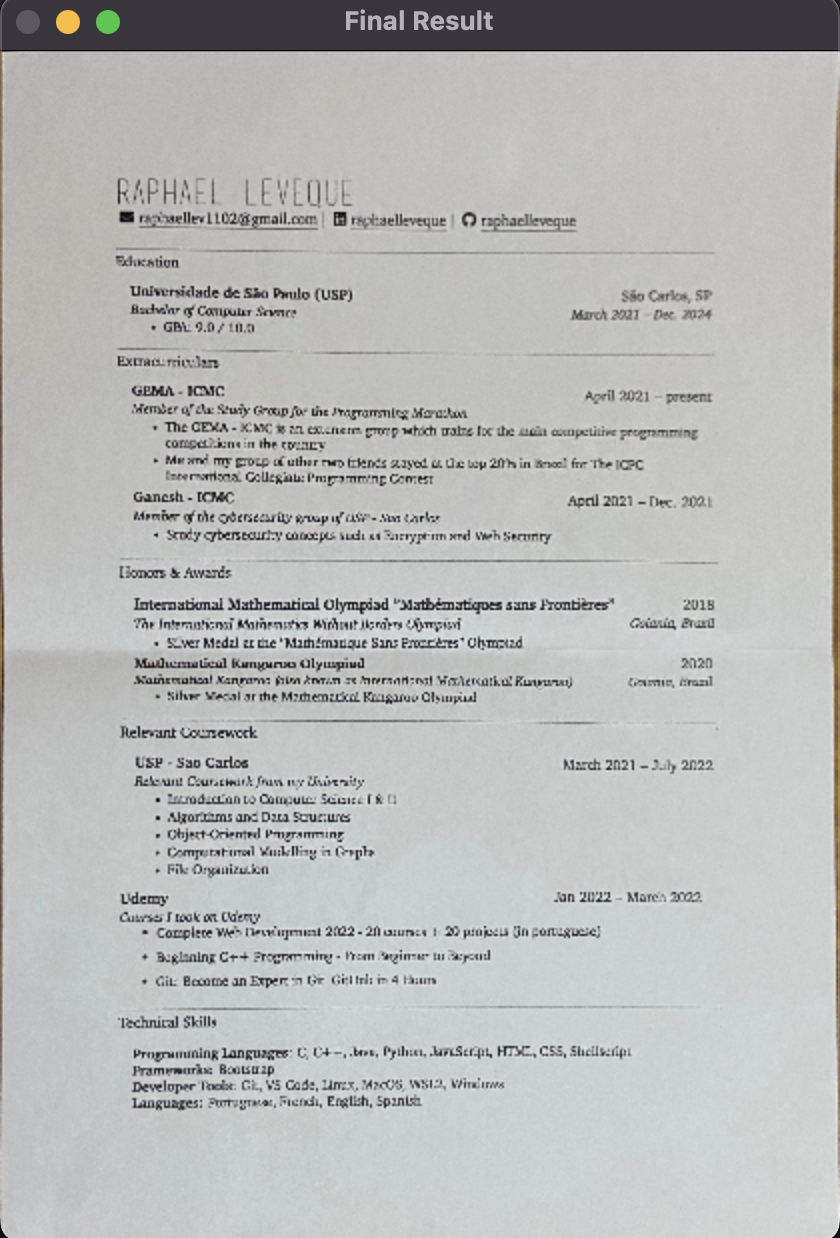 Final Result
RAPHAEL LEVEQUE
raphaellev1102@gmail.com | raphaelleveque | raphaelleveque
Education
Universidade de São Paulo (USP) São Carlos, SP
Bachelor of Computer Science March 2021 – Dec. 2024
• GPA: 9.0 / 10.0
Extracurriculars
GEMA - ICMC April 2021 – present
Member of the Study Group for the Programming Marathon
• The GEMA - ICMC is an extension group which trains for the main competitive programming
competitions in the country
• Me and my group of other two friends stayed at the top 20% in Brazil for The ICPC
International Collegiate Programming Contest
Ganesh - ICMC April 2021 – Dec. 2021
Member of the cybersecurity group of USP - Sao Carlos
• Study cybersecurity concepts such as Encryption and Web Security
Honors & Awards
International Mathematical Olympiad "Mathématiques sans Frontières" 2018
The International Mathematics Without Borders Olympiad Goiania, Brazil
• Silver Medal at the "Mathématique Sans Frontières" Olympiad
Mathematical Kangaroo Olympiad 2020
Mathematical Kangaroo (also known as International Mathematical Kangaroo) Goiania, Brazil
• Silver Medal at the Mathematical Kangaroo Olympiad
Relevant Coursework
USP - Sao Carlos March 2021 – July 2022
Relevant Coursework from my University
• Introduction to Computer Science I & II
• Algorithms and Data Structures
• Object-Oriented Programming
• Computational Modelling in Graphs
• File Organization
Udemy Jan 2022 – March 2022
Courses I took on Udemy
• Complete Web Development 2022 - 20 courses + 20 projects (in portuguese)
• Beginning C++ Programming - From Beginner to Beyond
• Git: Become an Expert in Git GitHub in 4 Hours
Technical Skills
Programming Languages: C, C++, Java, Python, JavaScript, HTML, CSS, Shellscript
Frameworks: Bootstrap
Developer Tools: Git, VS Code, Linux, MacOS, WSL2, Windows
Languages: Portuguese, French, English, Spanish